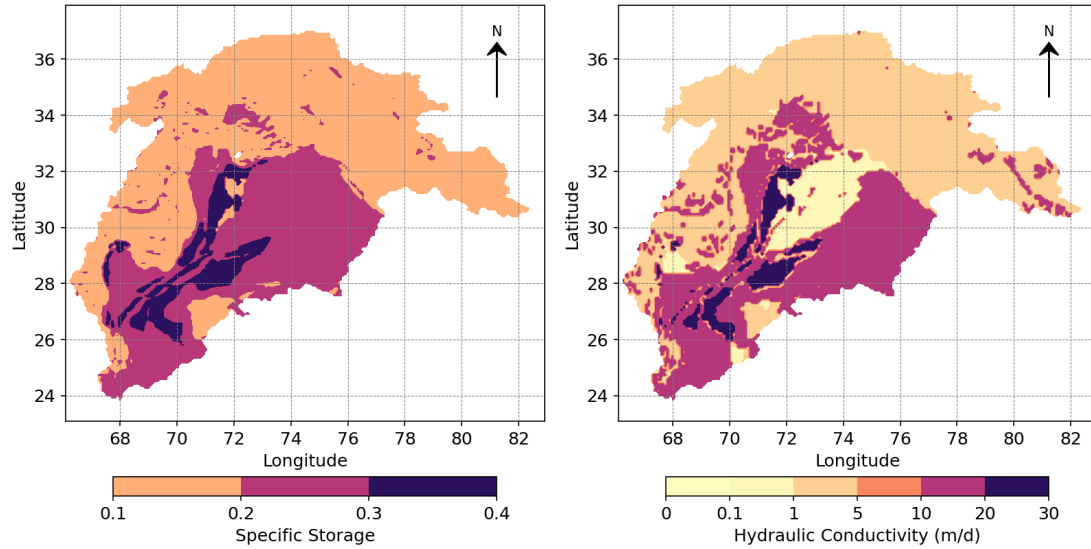 N
36
34
32
30
28
26
24
Latitude
68 70 72 74 76 78 80 82
Longitude
0.1 0.2 0.3 0.4
Specific Storage
N
36
34
32
30
28
26
24
Latitude
68 70 72 74 76 78 80 82
Longitude
0 0.1 1 5 10 20 30
Hydraulic Conductivity (m/d)